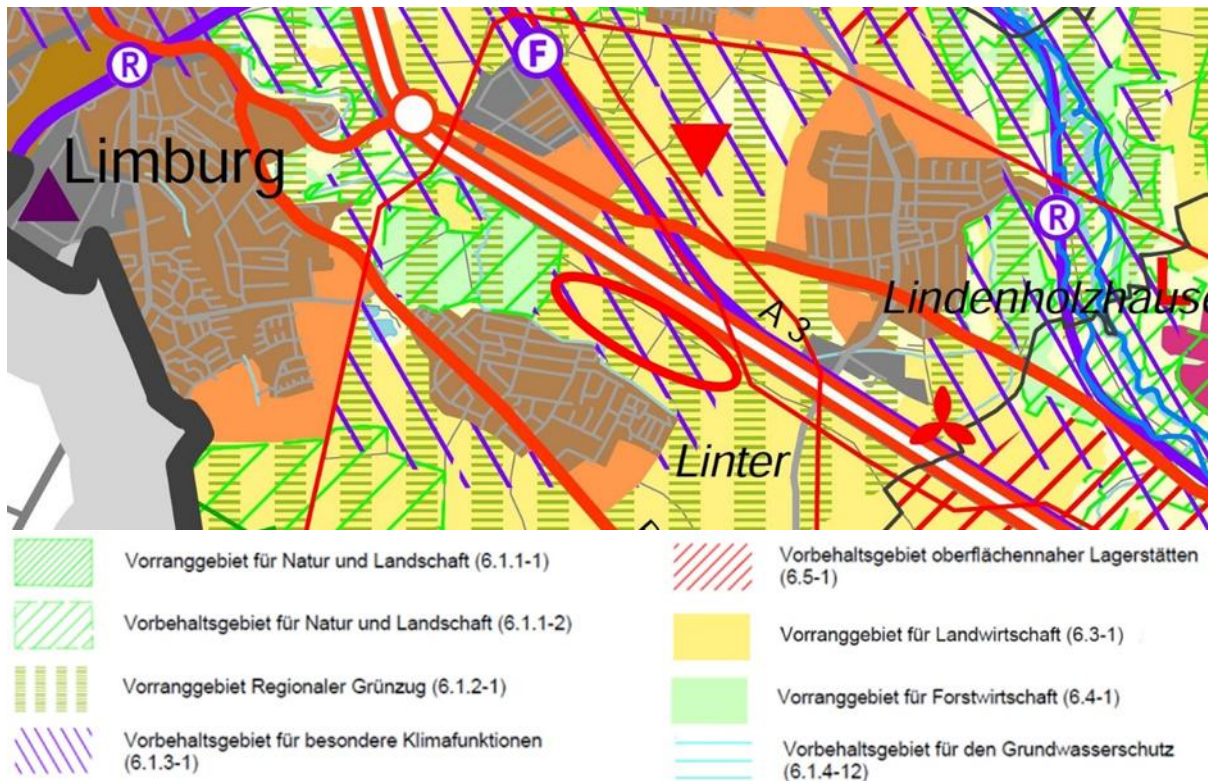 R
F
Limburg
R
Lindenholzhause
A 3
L
Linter
Vorranggebiet für Natur und Landschaft (6.1.1-1)
Vorbehaltsgebiet für Natur und Landschaft (6.1.1-2)
Vorranggebiet Regionaler Grünzug (6.1.2-1)
Vorbehaltsgebiet für besondere Klimafunktionen
(6.1.3-1)
Vorbehaltsgebiet oberflächennaher Lagerstätten
(6.5-1)
Vorranggebiet für Landwirtschaft (6.3-1)
Vorranggebiet für Forstwirtschaft (6.4-1)
Vorbehaltsgebiet für den Grundwasserschutz
(6.1.4-12)